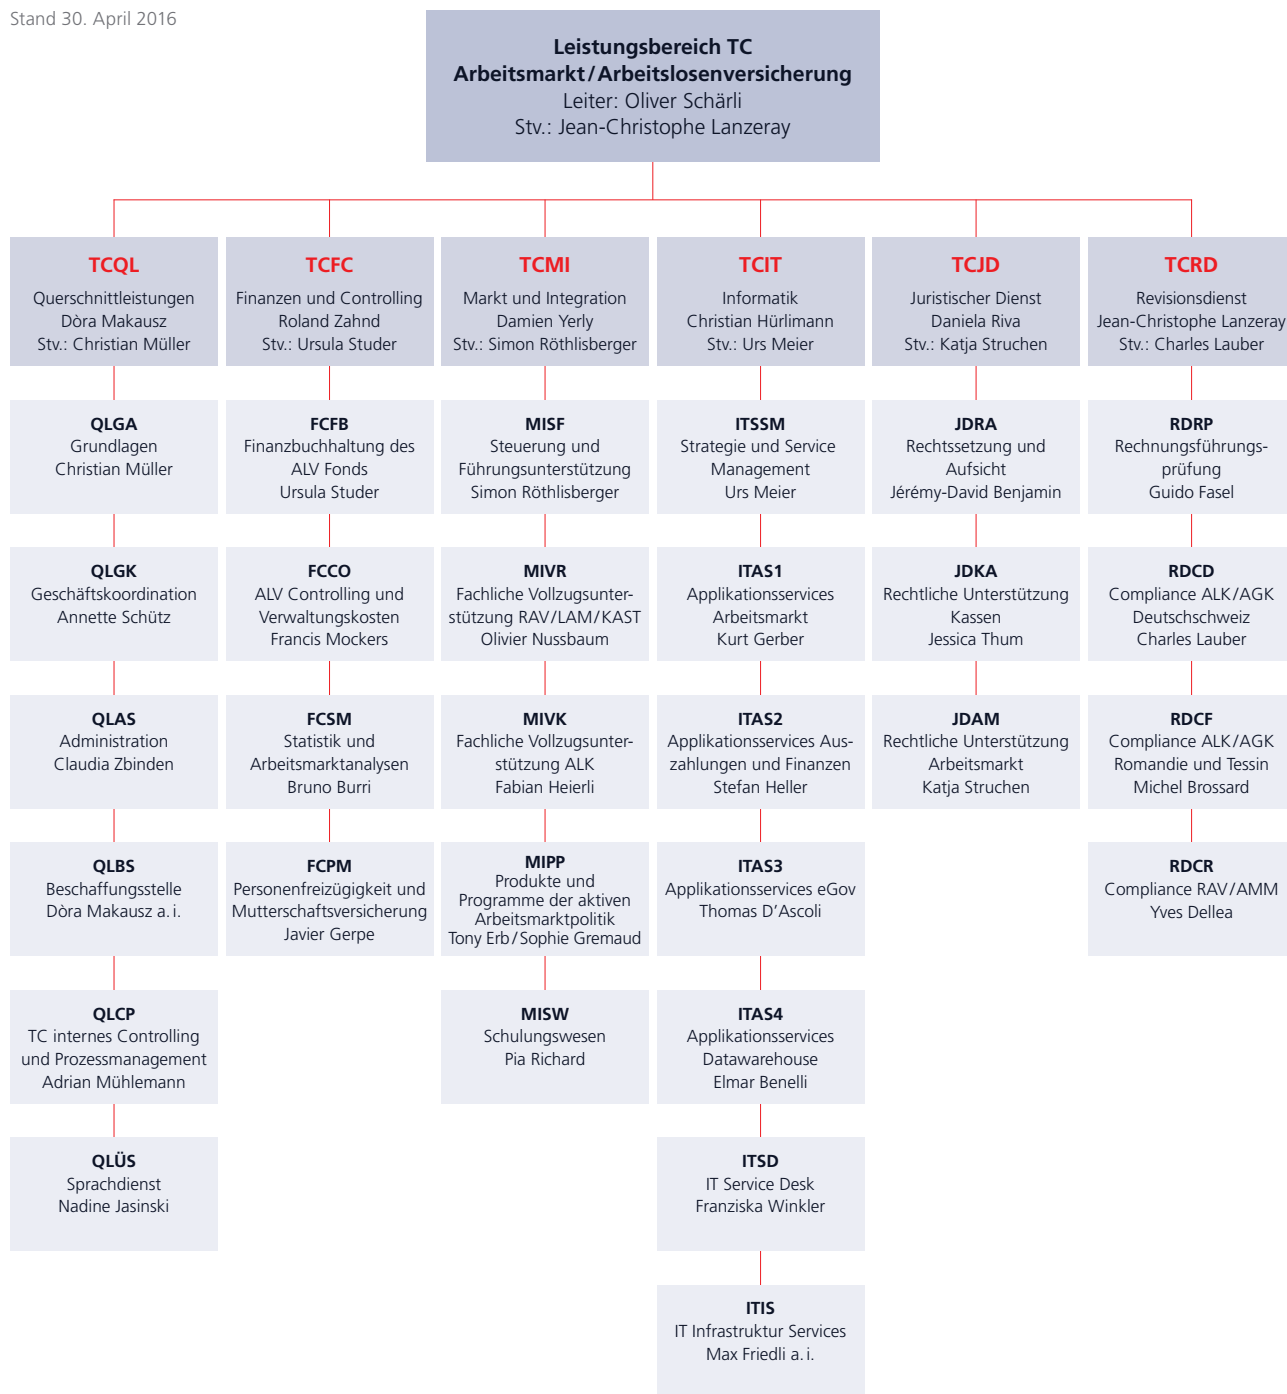 Stand 30. April 2016
Leistungsbereich TC
Arbeitsmarkt/Arbeitslosenversicherung
Leiter: Oliver Schärli
Stv.: Jean-Christophe Lanzeray
TCQL
Querschnittleistungen
Dòra Makausz
Stv.: Christian Müller
QLGA
Grundlagen
Christian Müller
QLGK
Geschäftskoordination
Annette Schütz
QLAS
Administration
Claudia Zbinden
QLBS
Beschaffungsstelle
Dòra Makausz a.i.
QLCP
TC internes Controlling
und Prozessmanagement
Adrian Mühlemann
QLÜS
Sprachdienst
Nadine Jasinski
TCFC
Finanzen und Controlling
Roland Zahnd
Stv.: Ursula Studer
FCFB
Finanzbuchhaltung des
ALV Fonds
Ursula Studer
FCCO
ALV Controlling und
Verwaltungskosten
Francis Mockers
FCSM
Statistik und
Arbeitsmarktanalysen
Bruno Burri
FCPM
Personenfreizügigkeit und
Mutterschaftsversicherung
Javier Gerpe
TCMI
Markt und Integration
Damien Yerly
Stv.: Simon Röthlisberger
MISF
Steuerung und
Führungsunterstützung
Simon Röthlisberger
MIVR
Fachliche Vollzugsunter-
stützung RAV/LAM/KAST
Olivier Nussbaum
MIVK
Fachliche Vollzugsunter-
stützung ALK
Fabian Heierli
MIPP
Produkte und
Programme der aktiven
Arbeitsmarktpolitik
Tony Erb/Sophie Gremaud
MISW
Schulungswesen
Pia Richard
TCIT
Informatik
Christian Hürlimann
Stv.: Urs Meier
ITSSM
Strategie und Service
Management
Urs Meier
ITAS1
Applikationsservices
Arbeitsmarkt
Kurt Gerber
ITAS2
Applikationsservices Aus-
zahlungen und Finanzen
Stefan Heller
ITAS3
Applikationsservices eGov
Thomas D’Ascoli
ITAS4
Applikationsservices
Datawarehouse
Elmar Benelli
ITSD
IT Service Desk
Franziska Winkler
ITIS
IT Infrastruktur Services
Max Friedli a.i.
TCJD
Juristischer Dienst
Daniela Riva
Stv.: Katja Struchen
JDRA
Rechtssetzung und
Aufsicht
Jérémy-David Benjamin
JDKA
Rechtliche Unterstützung
Kassen
Jessica Thum
JDAM
Rechtliche Unterstützung
Arbeitsmarkt
Katja Struchen
TCRD
Revisionsdienst
Jean-Christophe Lanzeray
Stv.: Charles Lauber
RDRP
Rechnungsführungs-
prüfung
Guido Fasel
RDCD
Compliance ALK/AGK
Deutschschweiz
Charles Lauber
RDCF
Compliance ALK/AGK
Romandie und Tessin
Michel Brossard
RDCR
Compliance RAV/AMM
Yves Dellea